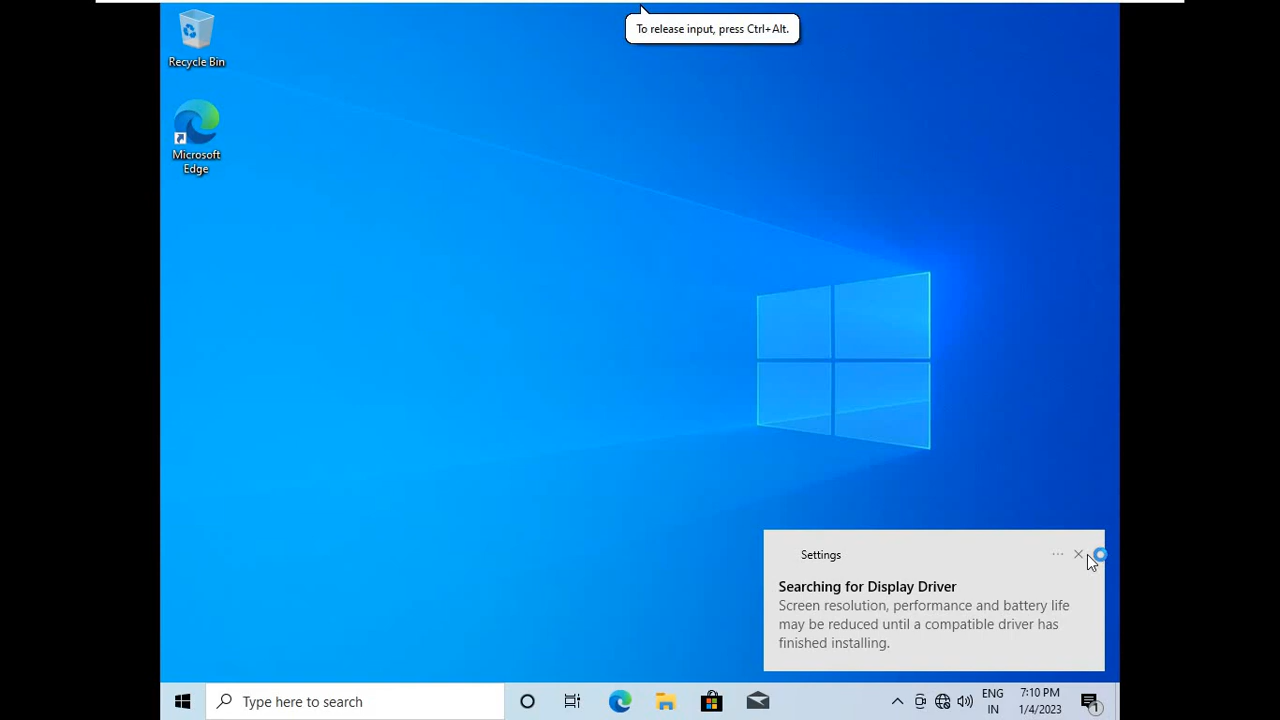 To release input, press Ctrl+Alt.
Recycle Bin
Microsoft
Edge
Settings
Searching for Display Driver
Screen resolution, performance and battery life
may be reduced until a compatible driver has
finished installing.
Type here to search
ENG
IN
7:10 PM
1/4/2023
1